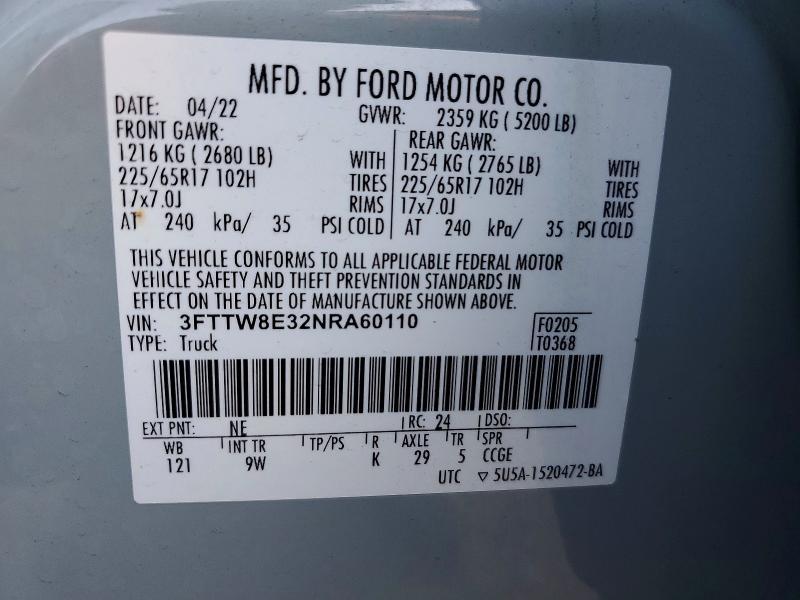 MFD. BY FORD MOTOR CO.
DATE: 04/22 GVWR: 2359 KG ( 5200 LB)
FRONT GAWR: REAR GAWR:
1216 KG ( 2680 LB) WITH 1254 KG ( 2765 LB) WITH
225/65R17 102H TIRES 225/65R17 102H TIRES
17x7.0J RIMS 17x7.0J RIMS
AT 240 kPa/ 35 PSI COLD AT 240 kPa/ 35 PSI COLD
THIS VEHICLE CONFORMS TO ALL APPLICABLE FEDERAL MOTOR
VEHICLE SAFETY AND THEFT PREVENTION STANDARDS IN
EFFECT ON THE DATE OF MANUFACTURE SHOWN ABOVE.
VIN: 3FTTW8E32NRA60110 F0205
TYPE: Truck T0368
EXT PNT: NE RC: 24 DSO:
WB INT TR TP/PS R AXLE TR SPR
121 9W K 29 5 CCGE
UTC ▽ 5U5A-1520472-BA